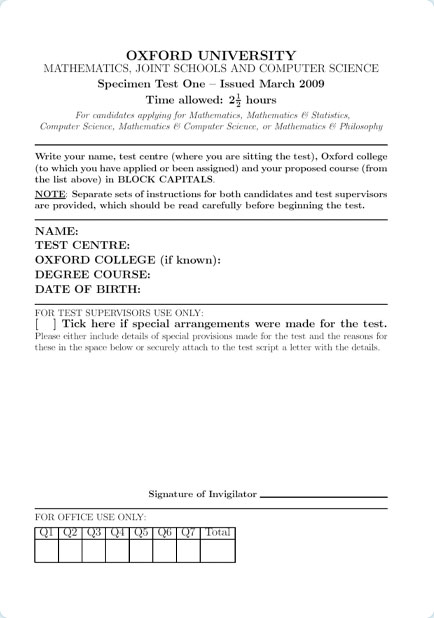 OXFORD UNIVERSITY
MATHEMATICS, JOINT SCHOOLS AND COMPUTER SCIENCE
Specimen Test One – Issued March 2009
Time allowed: 2½ hours
For candidates applying for Mathematics, Mathematics & Statistics,
Computer Science, Mathematics & Computer Science, or Mathematics & Philosophy
Write your name, test centre (where you are sitting the test), Oxford college
(to which you have applied or been assigned) and your proposed course (from
the list above) in BLOCK CAPITALS.
NOTE: Separate sets of instructions for both candidates and test supervisors
are provided, which should be read carefully before beginning the test.
NAME:
TEST CENTRE:
OXFORD COLLEGE (if known):
DEGREE COURSE:
DATE OF BIRTH:
FOR TEST SUPERVISORS USE ONLY:
[ ] Tick here if special arrangements were made for the test.
Please either include details of special provisions made for the test and the reasons for
these in the space below or securely attach to the test script a letter with the details.
Signature of Invigilator
FOR OFFICE USE ONLY:
Q1 Q2 Q3 Q4 Q5 Q6 Q7 Total